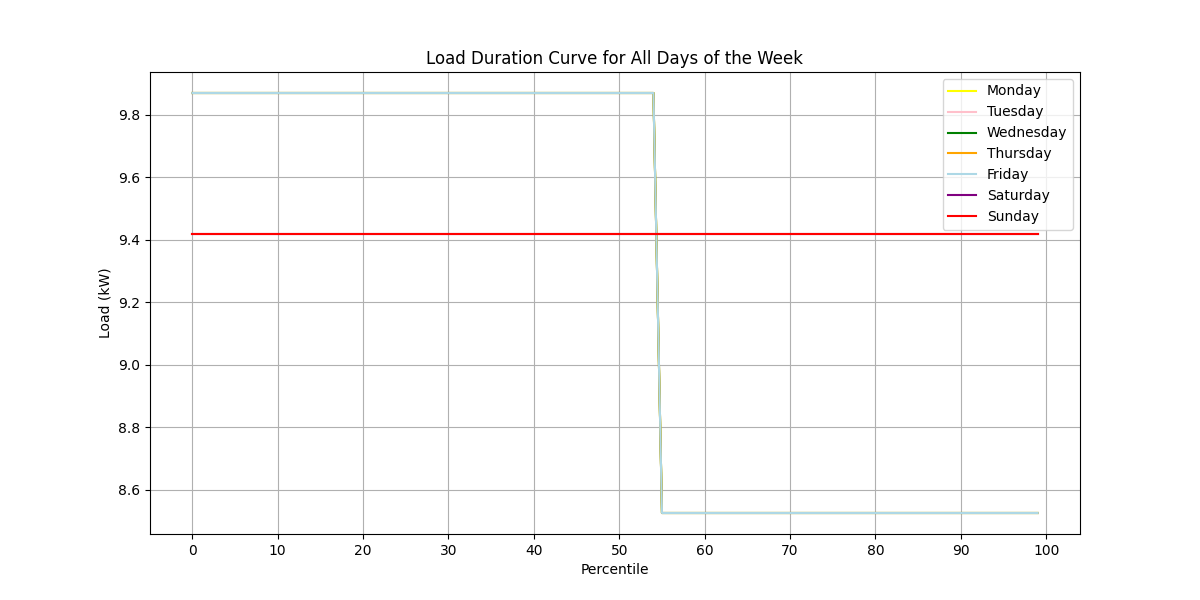 Load Duration Curve for All Days of the Week
Monday
Tuesday
Wednesday
Thursday
Friday
Saturday
Sunday
Load (kW)
9.8
9.6
9.4
9.2
9.0
8.8
8.6
0 10 20 30 40 50 60 70 80 90 100
Percentile